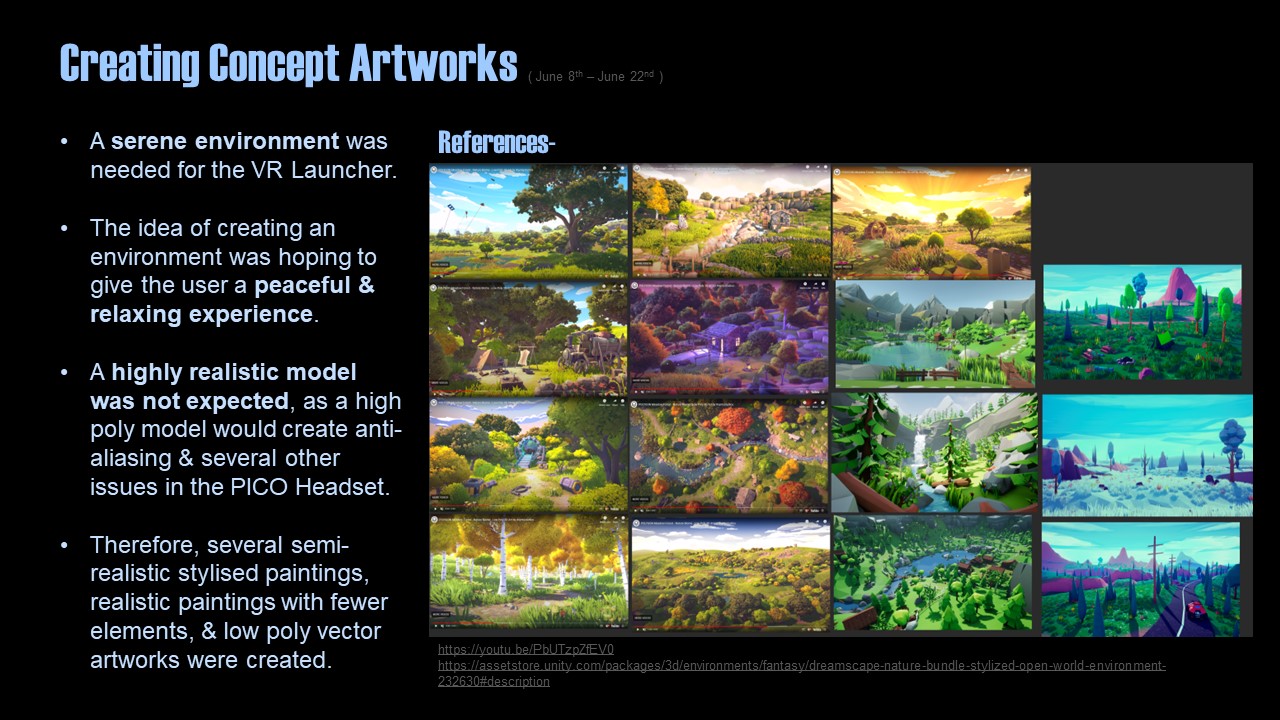 Creating Concept Artworks ( June 8th – June 22nd )
• A serene environment was
needed for the VR Launcher.
• The idea of creating an
environment was hoping to
give the user a peaceful &
relaxing experience.
• A highly realistic model
was not expected, as a high
poly model would create anti-
aliasing & several other
issues in the PICO Headset.
• Therefore, several semi-
realistic stylised paintings,
realistic paintings with fewer
elements, & low poly vector
artworks were created.
References-
https://youtu.be/PbUTzpZfEV0
https://assetstore.unity.com/packages/3d/environments/fantasy/dreamscape-nature-bundle-stylized-open-world-environment-
232630#description